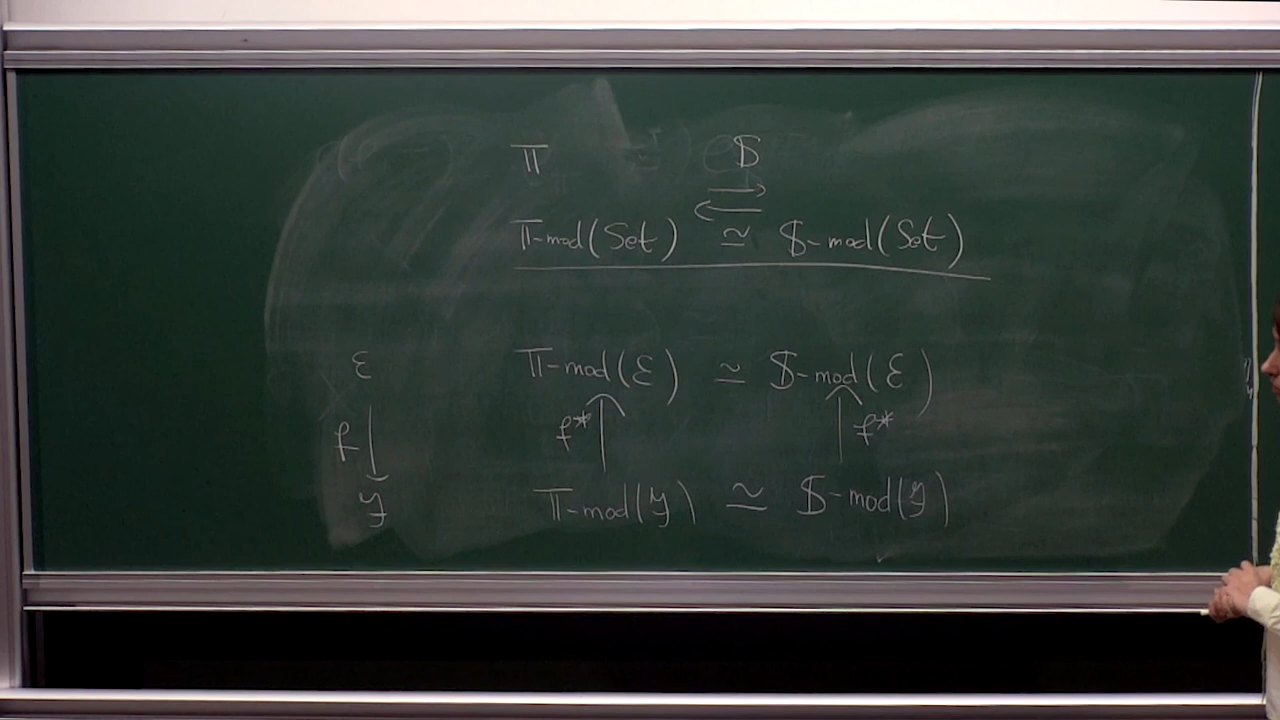 𝕋 𝕊
⇄
𝕋-mod(Set) ≃ 𝕊-mod(Set)
ℰ 𝕋-mod(ℰ) ≃ 𝕊-mod(ℰ)
f ↓ f* ↑ ↑ f*
𝒴 𝕋-mod(𝒴) ≃ 𝕊-mod(𝒴)